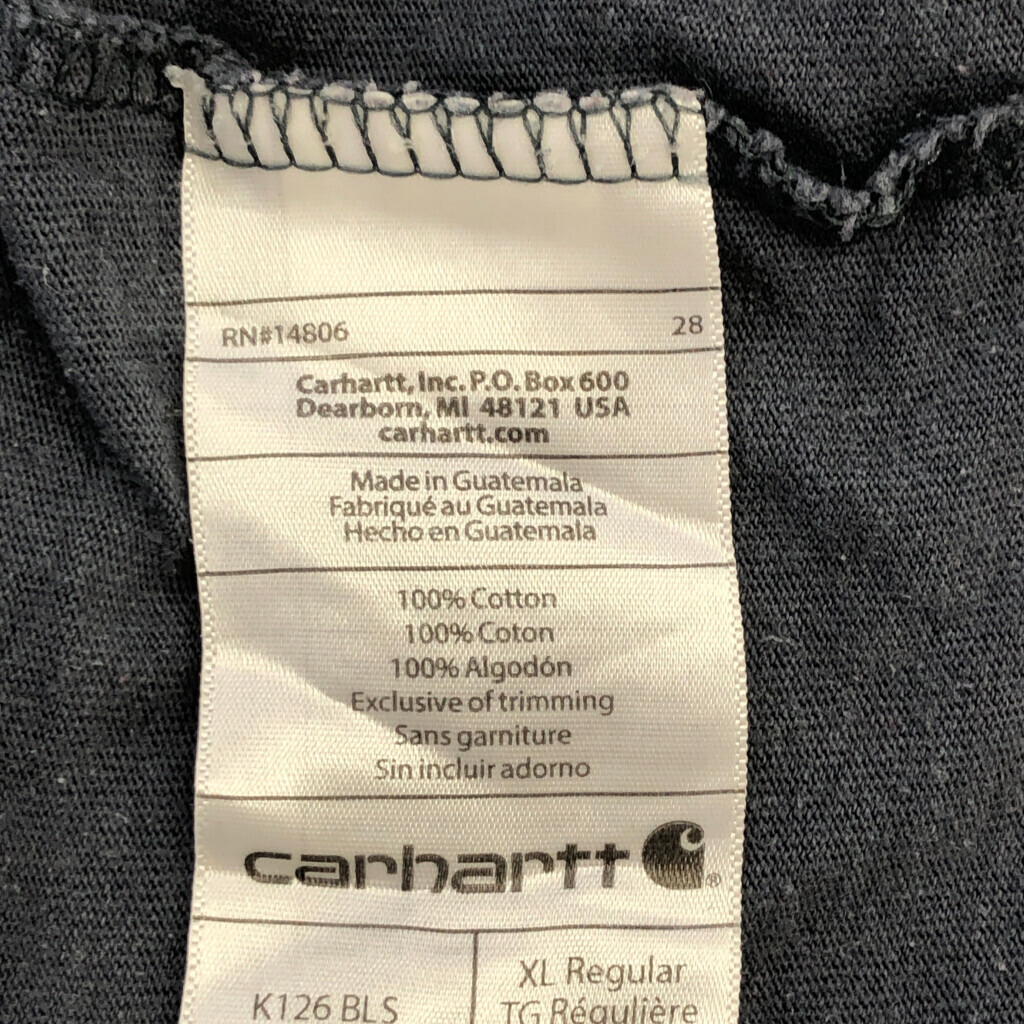 RN#14806 28
Carhartt, Inc. P.O. Box 600
Dearborn, MI 48121 USA
carhartt.com
Made in Guatemala
Fabriqué au Guatemala
Hecho en Guatemala
100% Cotton
100% Coton
100% Algodón
Exclusive of trimming
Sans garniture
Sin incluir adorno
carhartt ®
K126 BLS
XL Regular
TG Régulière